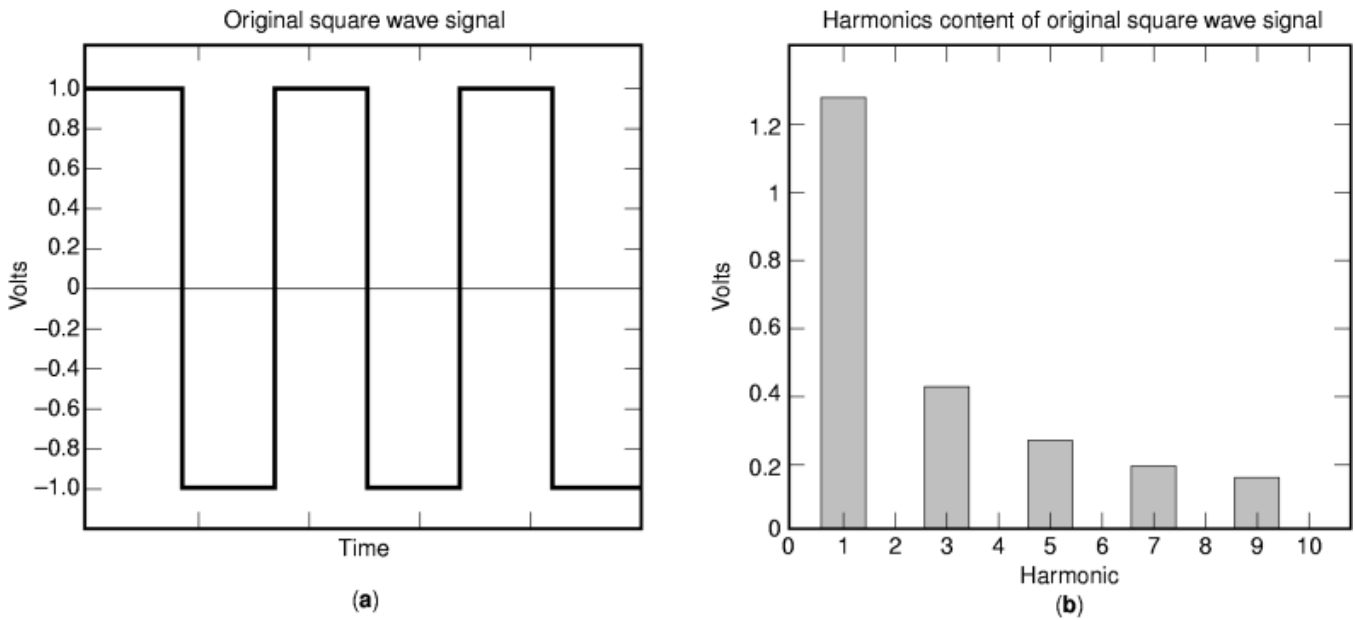 Original square wave signal
1.0
0.8
0.6
0.4
0.2
0
–0.2
–0.4
–0.6
–0.8
–1.0
Volts
Time
(a)
Harmonics content of original square wave signal
1.2
1
0.8
0.6
0.4
0.2
0
Volts
0 1 2 3 4 5 6 7 8 9 10
Harmonic
(b)